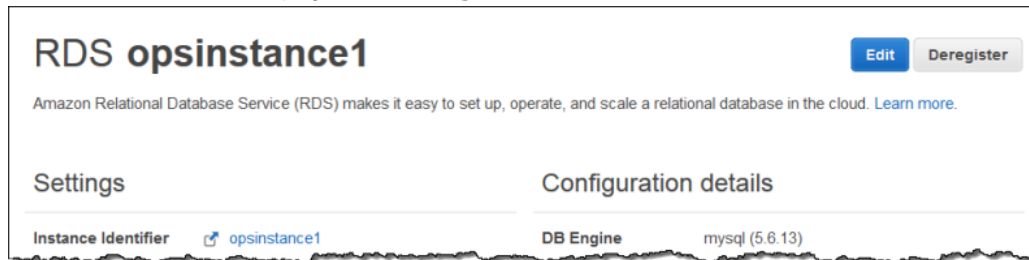 RDS opsinstance1
Edit
Deregister
Amazon Relational Database Service (RDS) makes it easy to set up, operate, and scale a relational database in the cloud. Learn more.
Settings
Configuration details
Instance Identifier opsinstance1
DB Engine mysql (5.6.13)